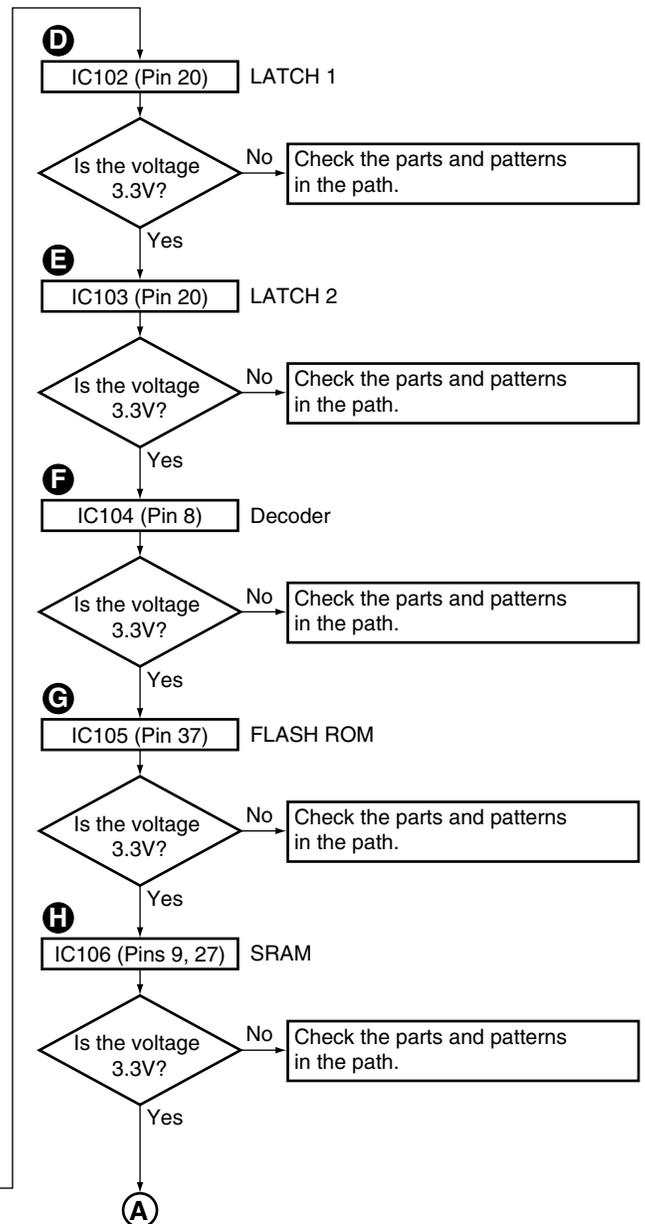 D
IC102 (Pin 20) LATCH 1
Is the voltage
3.3V?
No
Check the parts and patterns
in the path.
Yes
E
IC103 (Pin 20) LATCH 2
Is the voltage
3.3V?
No
Check the parts and patterns
in the path.
Yes
F
IC104 (Pin 8) Decoder
Is the voltage
3.3V?
No
Check the parts and patterns
in the path.
Yes
G
IC105 (Pin 37) FLASH ROM
Is the voltage
3.3V?
No
Check the parts and patterns
in the path.
Yes
H
IC106 (Pins 9, 27) SRAM
Is the voltage
3.3V?
No
Check the parts and patterns
in the path.
Yes
A